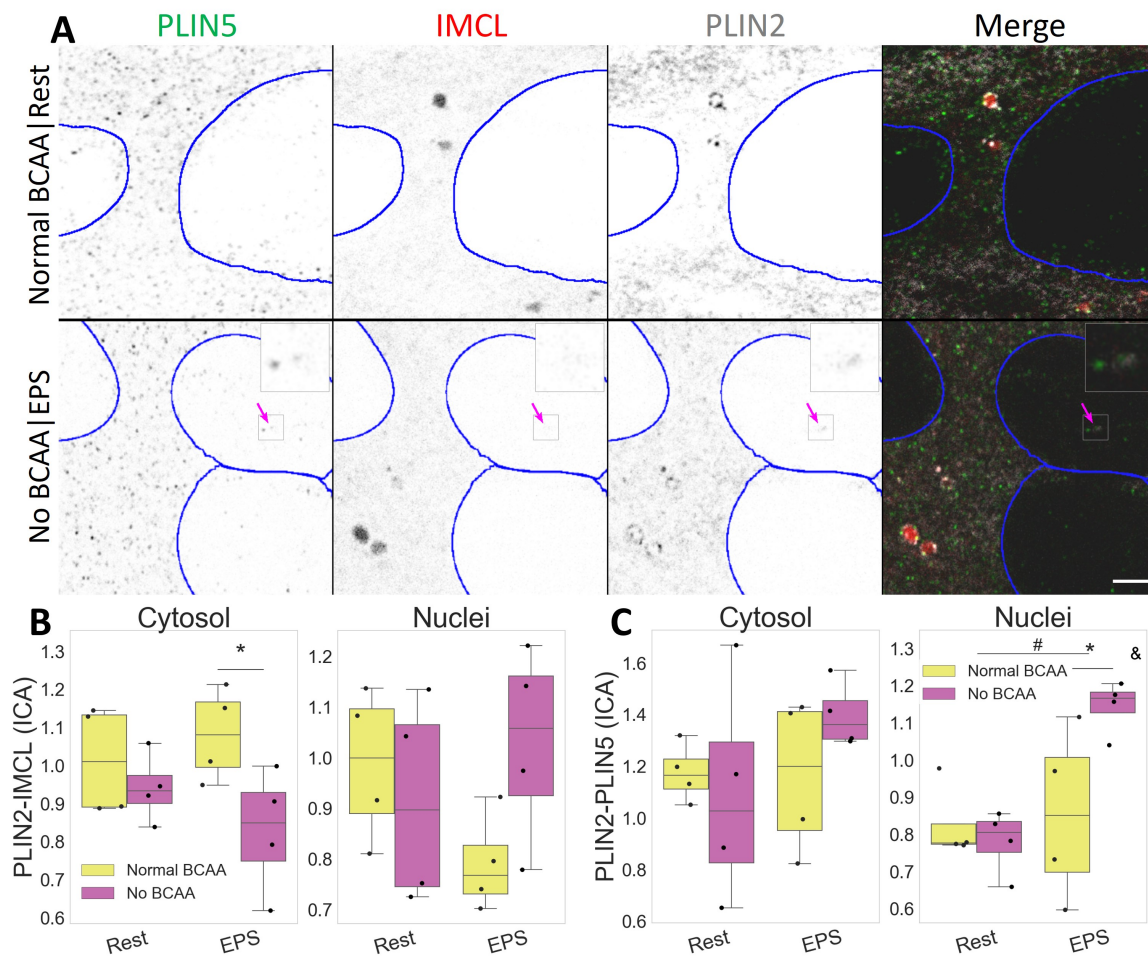 A
PLIN5 IMCL PLIN2 Merge
Normal BCAA|Rest
No BCAA|EPS
B
Cytosol
Nuclei
PLIN2-IMCL (ICA)
1.3
1.2
1.1
1.0
0.9
0.8
0.7
0.6
*
Normal BCAA
No BCAA
Rest EPS
1.2
1.1
1.0
0.9
0.8
0.7
Rest EPS
C
Cytosol
Nuclei
PLIN2-PLIN5 (ICA)
1.6
1.4
1.2
1.0
0.8
0.6
Rest EPS
1.3
1.2
1.1
1.0
0.9
0.8
0.7
0.6
# * &
Normal BCAA
No BCAA
Rest EPS